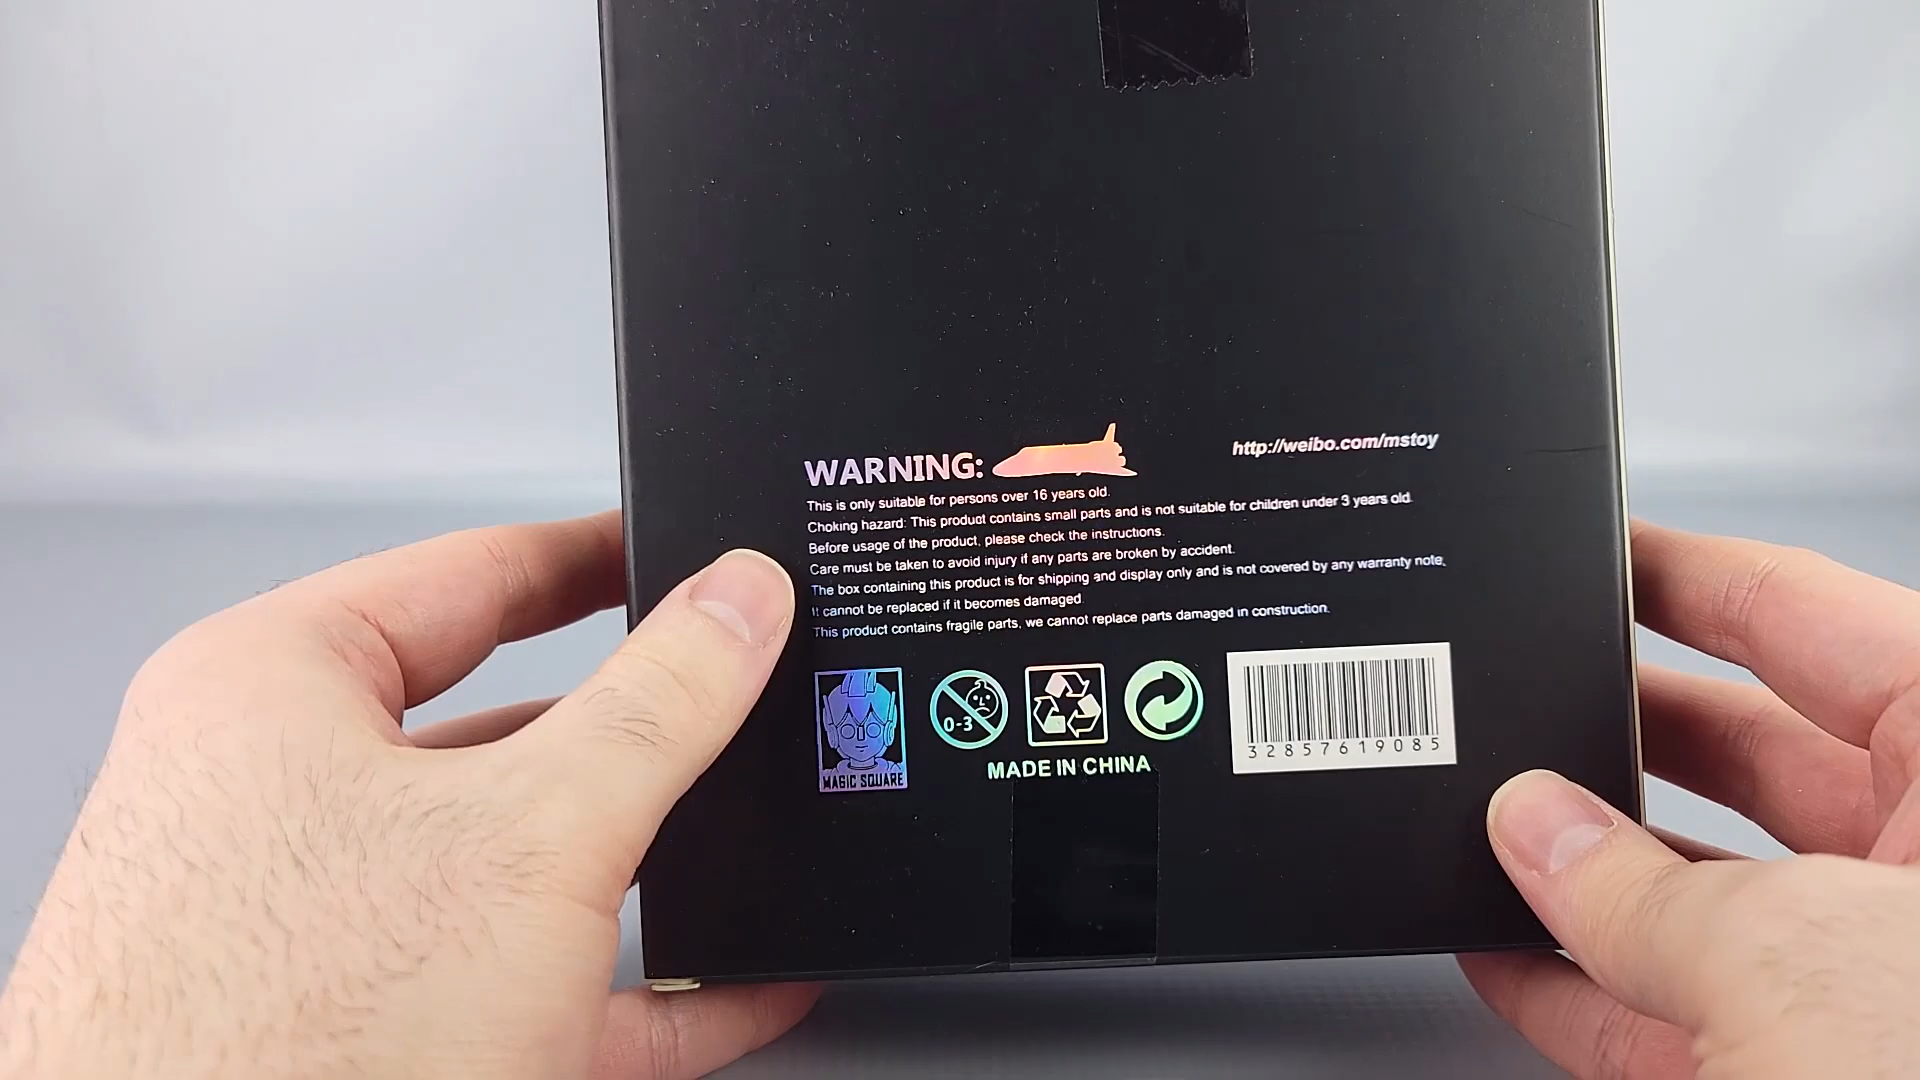 WARNING:
http://weibo.com/mstoy
This is only suitable for persons over 16 years old.
Choking hazard: This product contains small parts and is not suitable for children under 3 years old.
Before usage of the product, please check the instructions.
Care must be taken to avoid injury if any parts are broken by accident.
The box containing this product is for shipping and display only and is not covered by any warranty note,
It cannot be replaced if it becomes damaged.
This product contains fragile parts, we cannot replace parts damaged in construction.
0-3
MAGIC SQUARE
MADE IN CHINA
32857619085